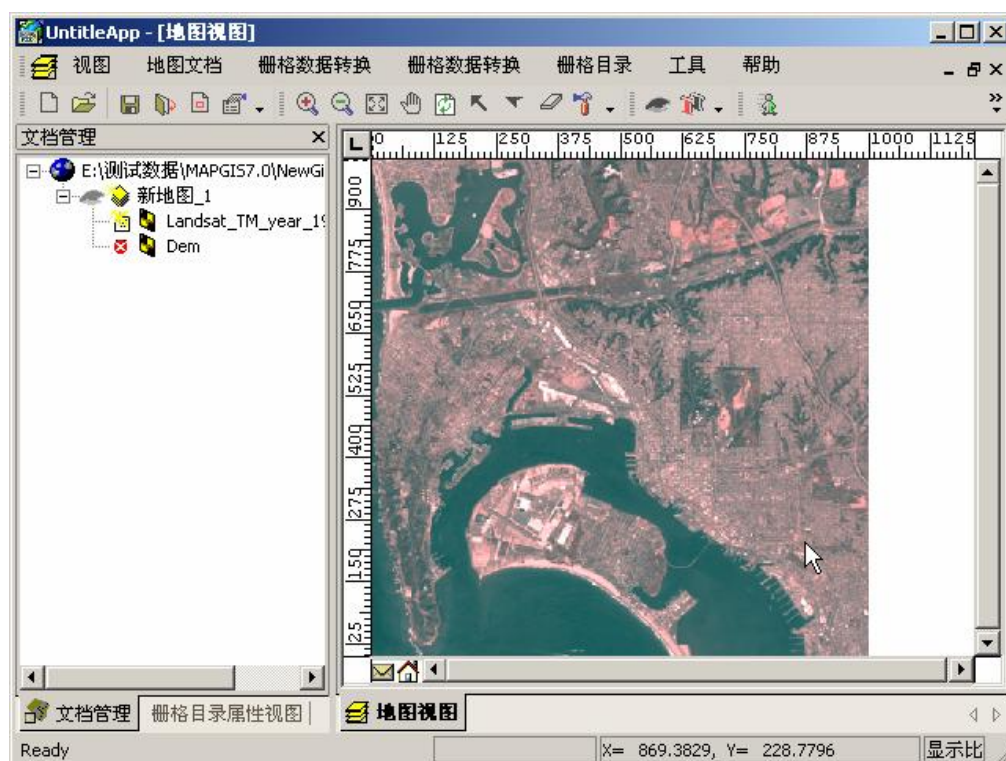 UntitleApp - [地图视图]
视图 地图文档 栅格数据转换 栅格数据转换 栅格目录 工具 帮助
文档管理
E:\测试数据\MAPGIS7.0\NewGi
新地图_1
Landsat_TM_year_19
Dem
0 125 250 375 500 625 750 875 1000 1125
900
775
650
525
400
275
150
25
文档管理 栅格目录属性视图
地图视图
Ready X= 869.3829, Y= 228.7796 显示比